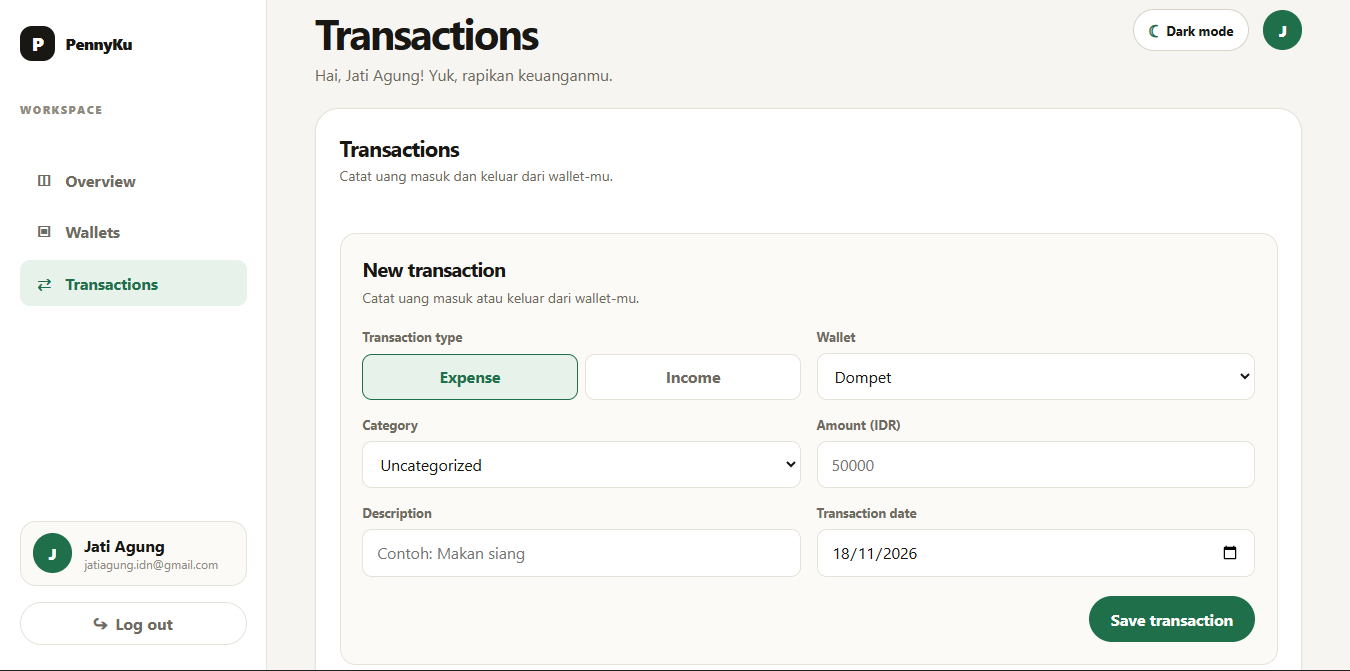 P PennyKu
WORKSPACE
Overview
Wallets
Transactions
J
Jati Agung
jatiagung.idn@gmail.com
Log out
Transactions
Hai, Jati Agung! Yuk, rapikan keuanganmu.
Dark mode
J
Transactions
Catat uang masuk dan keluar dari wallet-mu.
New transaction
Catat uang masuk atau keluar dari wallet-mu.
Transaction type
Expense
Income
Wallet
Dompet
Category
Uncategorized
Amount (IDR)
50000
Description
Contoh: Makan siang
Transaction date
18/11/2026
Save transaction